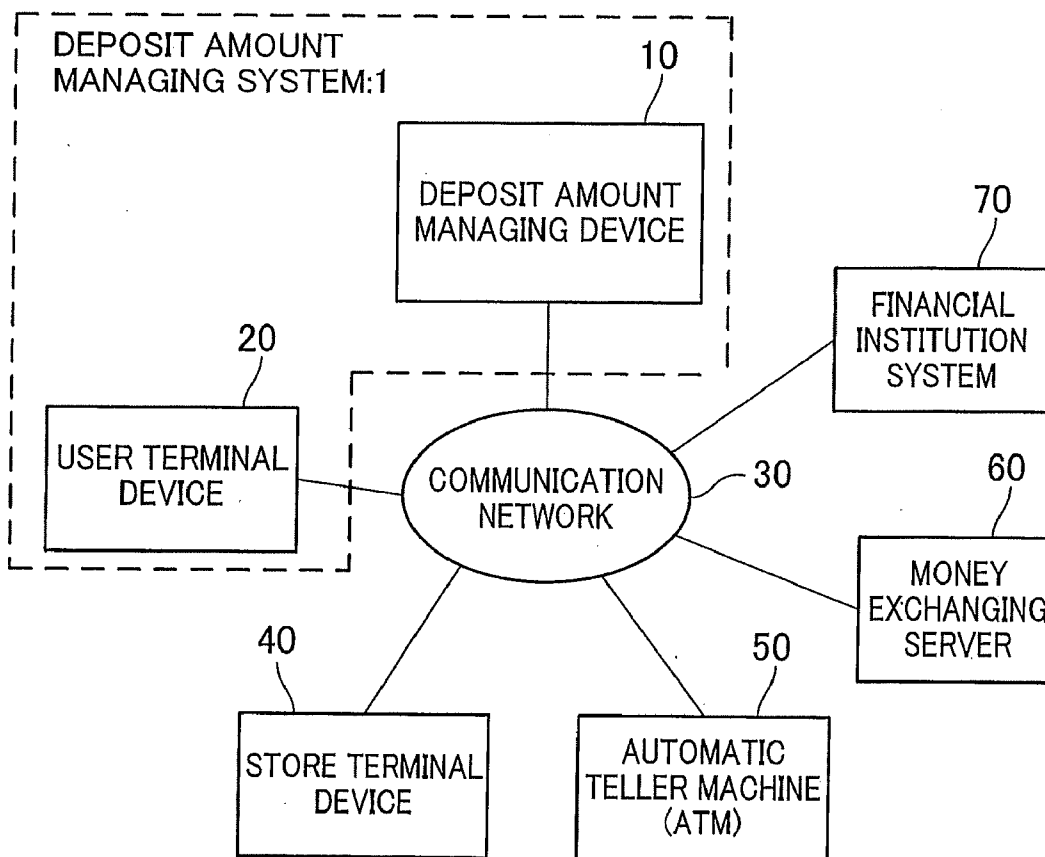 DEPOSIT AMOUNT
MANAGING SYSTEM:1
10
DEPOSIT AMOUNT
MANAGING DEVICE
70
FINANCIAL
INSTITUTION
SYSTEM
20
USER TERMINAL
DEVICE
COMMUNICATION
NETWORK
30
60
MONEY
EXCHANGING
SERVER
40
STORE TERMINAL
DEVICE
50
AUTOMATIC
TELLER MACHINE
(ATM)